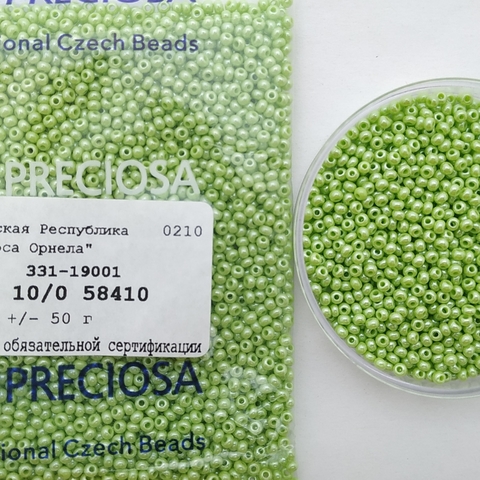 PRECIOSA
ional Czech Beads
PRECIOSA
ская Республика 0210
оса Орнела"
331-19001
10/0 58410
+/- 50 г
обязательной сертификации
PRECIOSA
ional Czech Beads